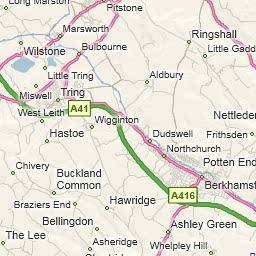 Long Marston
Pitstone
Marsworth
Ringshall
Wilstone
Bulbourne
Little Gadd
Little Tring
Aldbury
Miswell
Tring
A41
Nettleden
West Leith
Wigginton
Hastoe
Dudswell
Frithsden
Northchurch
Chivery
Potten End
Buckland
Common
Berkhamst
A416
Braziers End
Hawridge
Bellingdon
Ashley Green
The Lee
Asheridge
Whelpley Hill